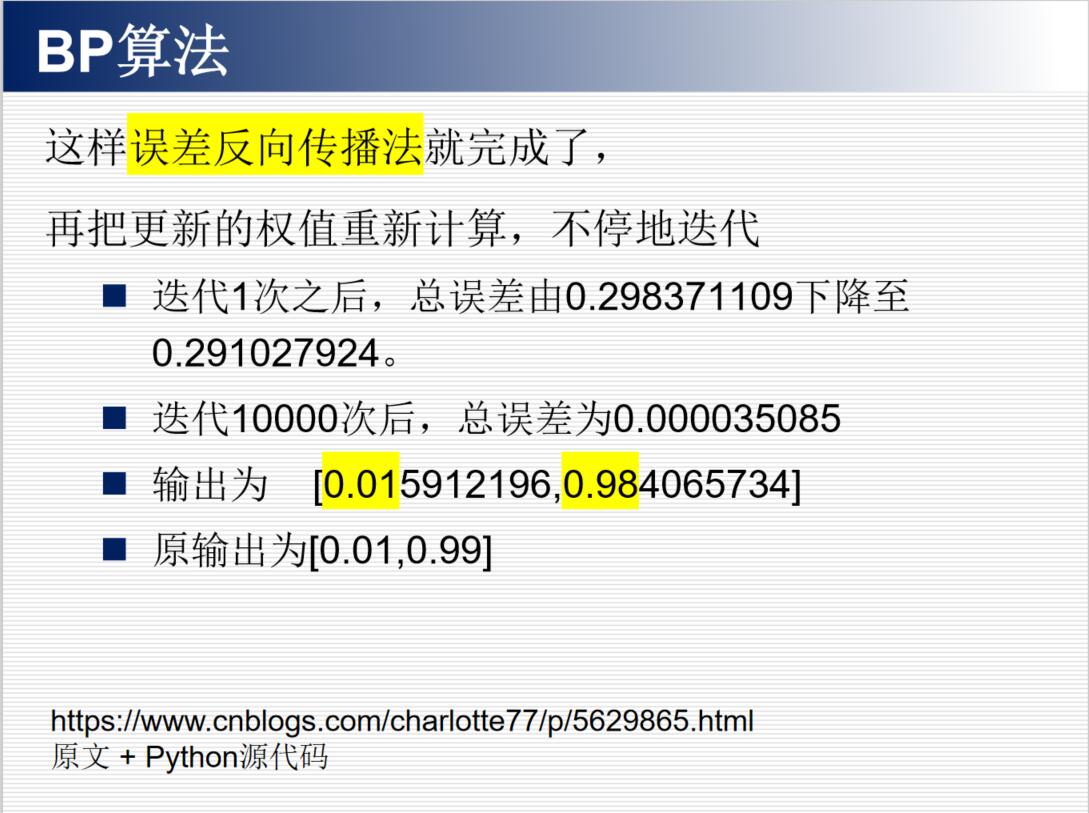 BP算法
这样误差反向传播法就完成了，
再把更新的权值重新计算，不停地迭代
迭代1次之后，总误差由0.298371109下降至
0.291027924。
迭代10000次后，总误差为0.000035085
输出为 [0.015912196,0.984065734]
原输出为[0.01,0.99]
https://www.cnblogs.com/charlotte77/p/5629865.html
原文 + Python源代码